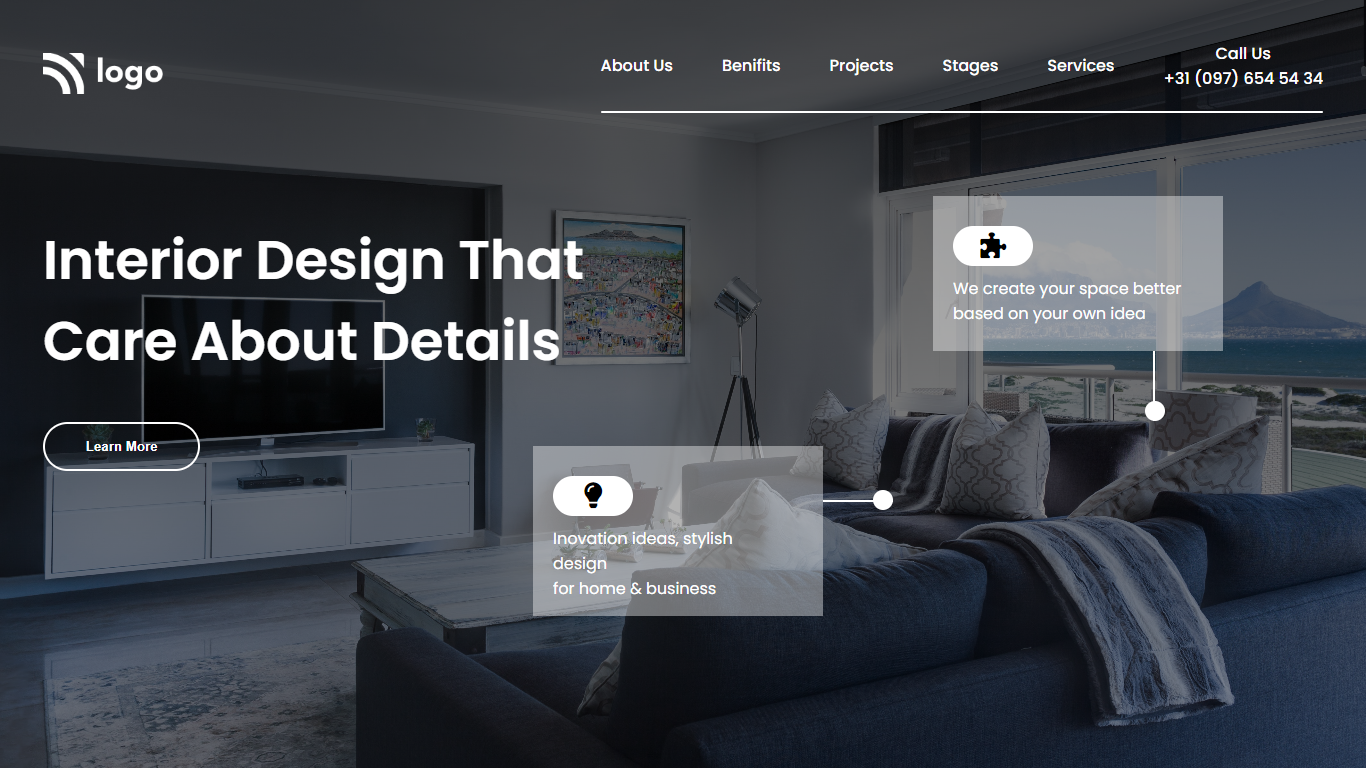 logo
About Us
Benifits
Projects
Stages
Services
Call Us
+31 (097) 654 54 34
Interior Design That
Care About Details
Learn More
We create your space better
based on your own idea
Inovation ideas, stylish
design
for home & business